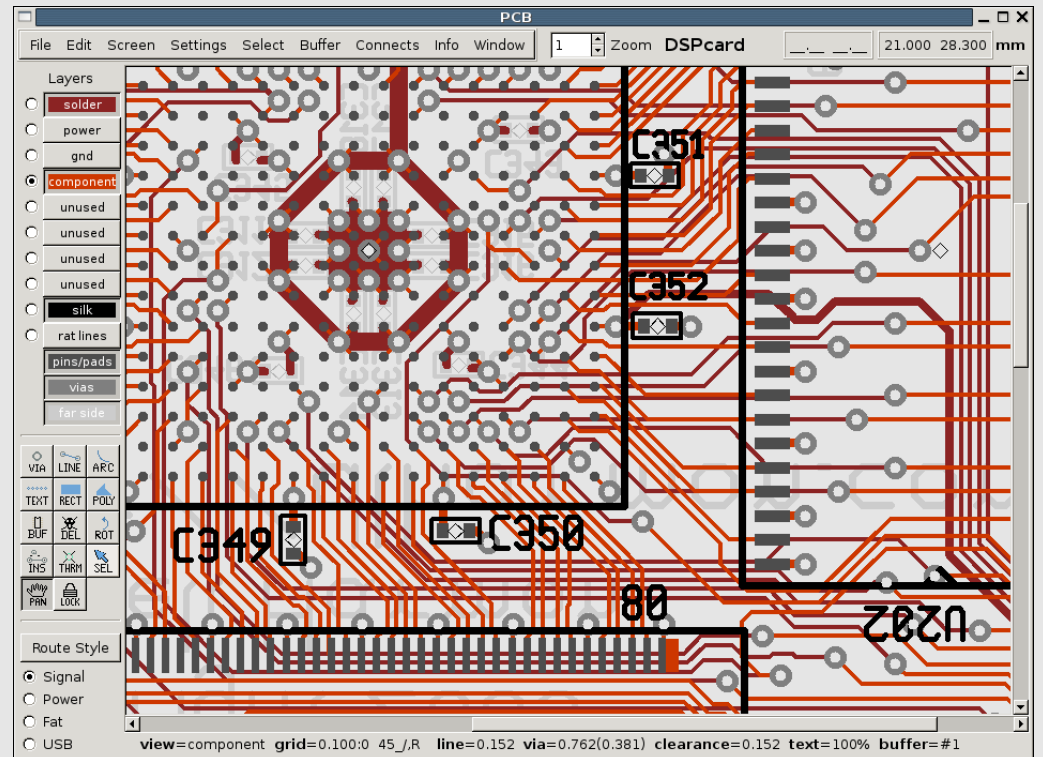 PCB
File Edit Screen Settings Select Buffer Connects Info Window 1 Zoom DSPcard __.__ __.__ 21.000 28.300 mm
Layers
solder
power
gnd
component
unused
unused
unused
unused
silk
rat lines
pins/pads
vias
far side
VIA LINE ARC
TEXT RECT POLY
BUF DEL ROT
INS THRM SEL
PAN LOCK
Route Style
Signal
Power
Fat
USB
C351
C352
C349
C350
80
U202
view=component grid=0.100:0 45_/,R line=0.152 via=0.762(0.381) clearance=0.152 text=100% buffer=#1